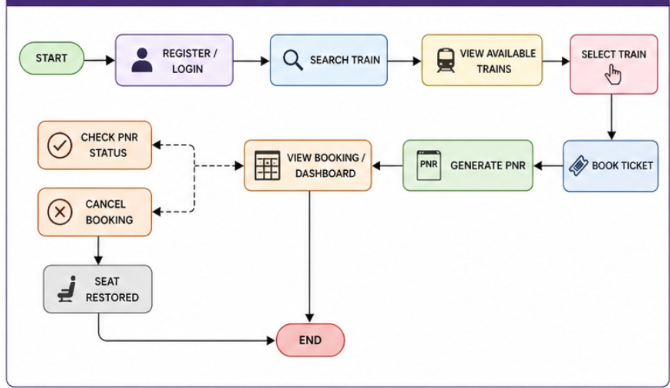 START
REGISTER /
LOGIN
SEARCH TRAIN
VIEW AVAILABLE
TRAINS
SELECT TRAIN
CHECK PNR
STATUS
VIEW BOOKING /
DASHBOARD
PNR
GENERATE PNR
BOOK TICKET
CANCEL
BOOKING
SEAT
RESTORED
END